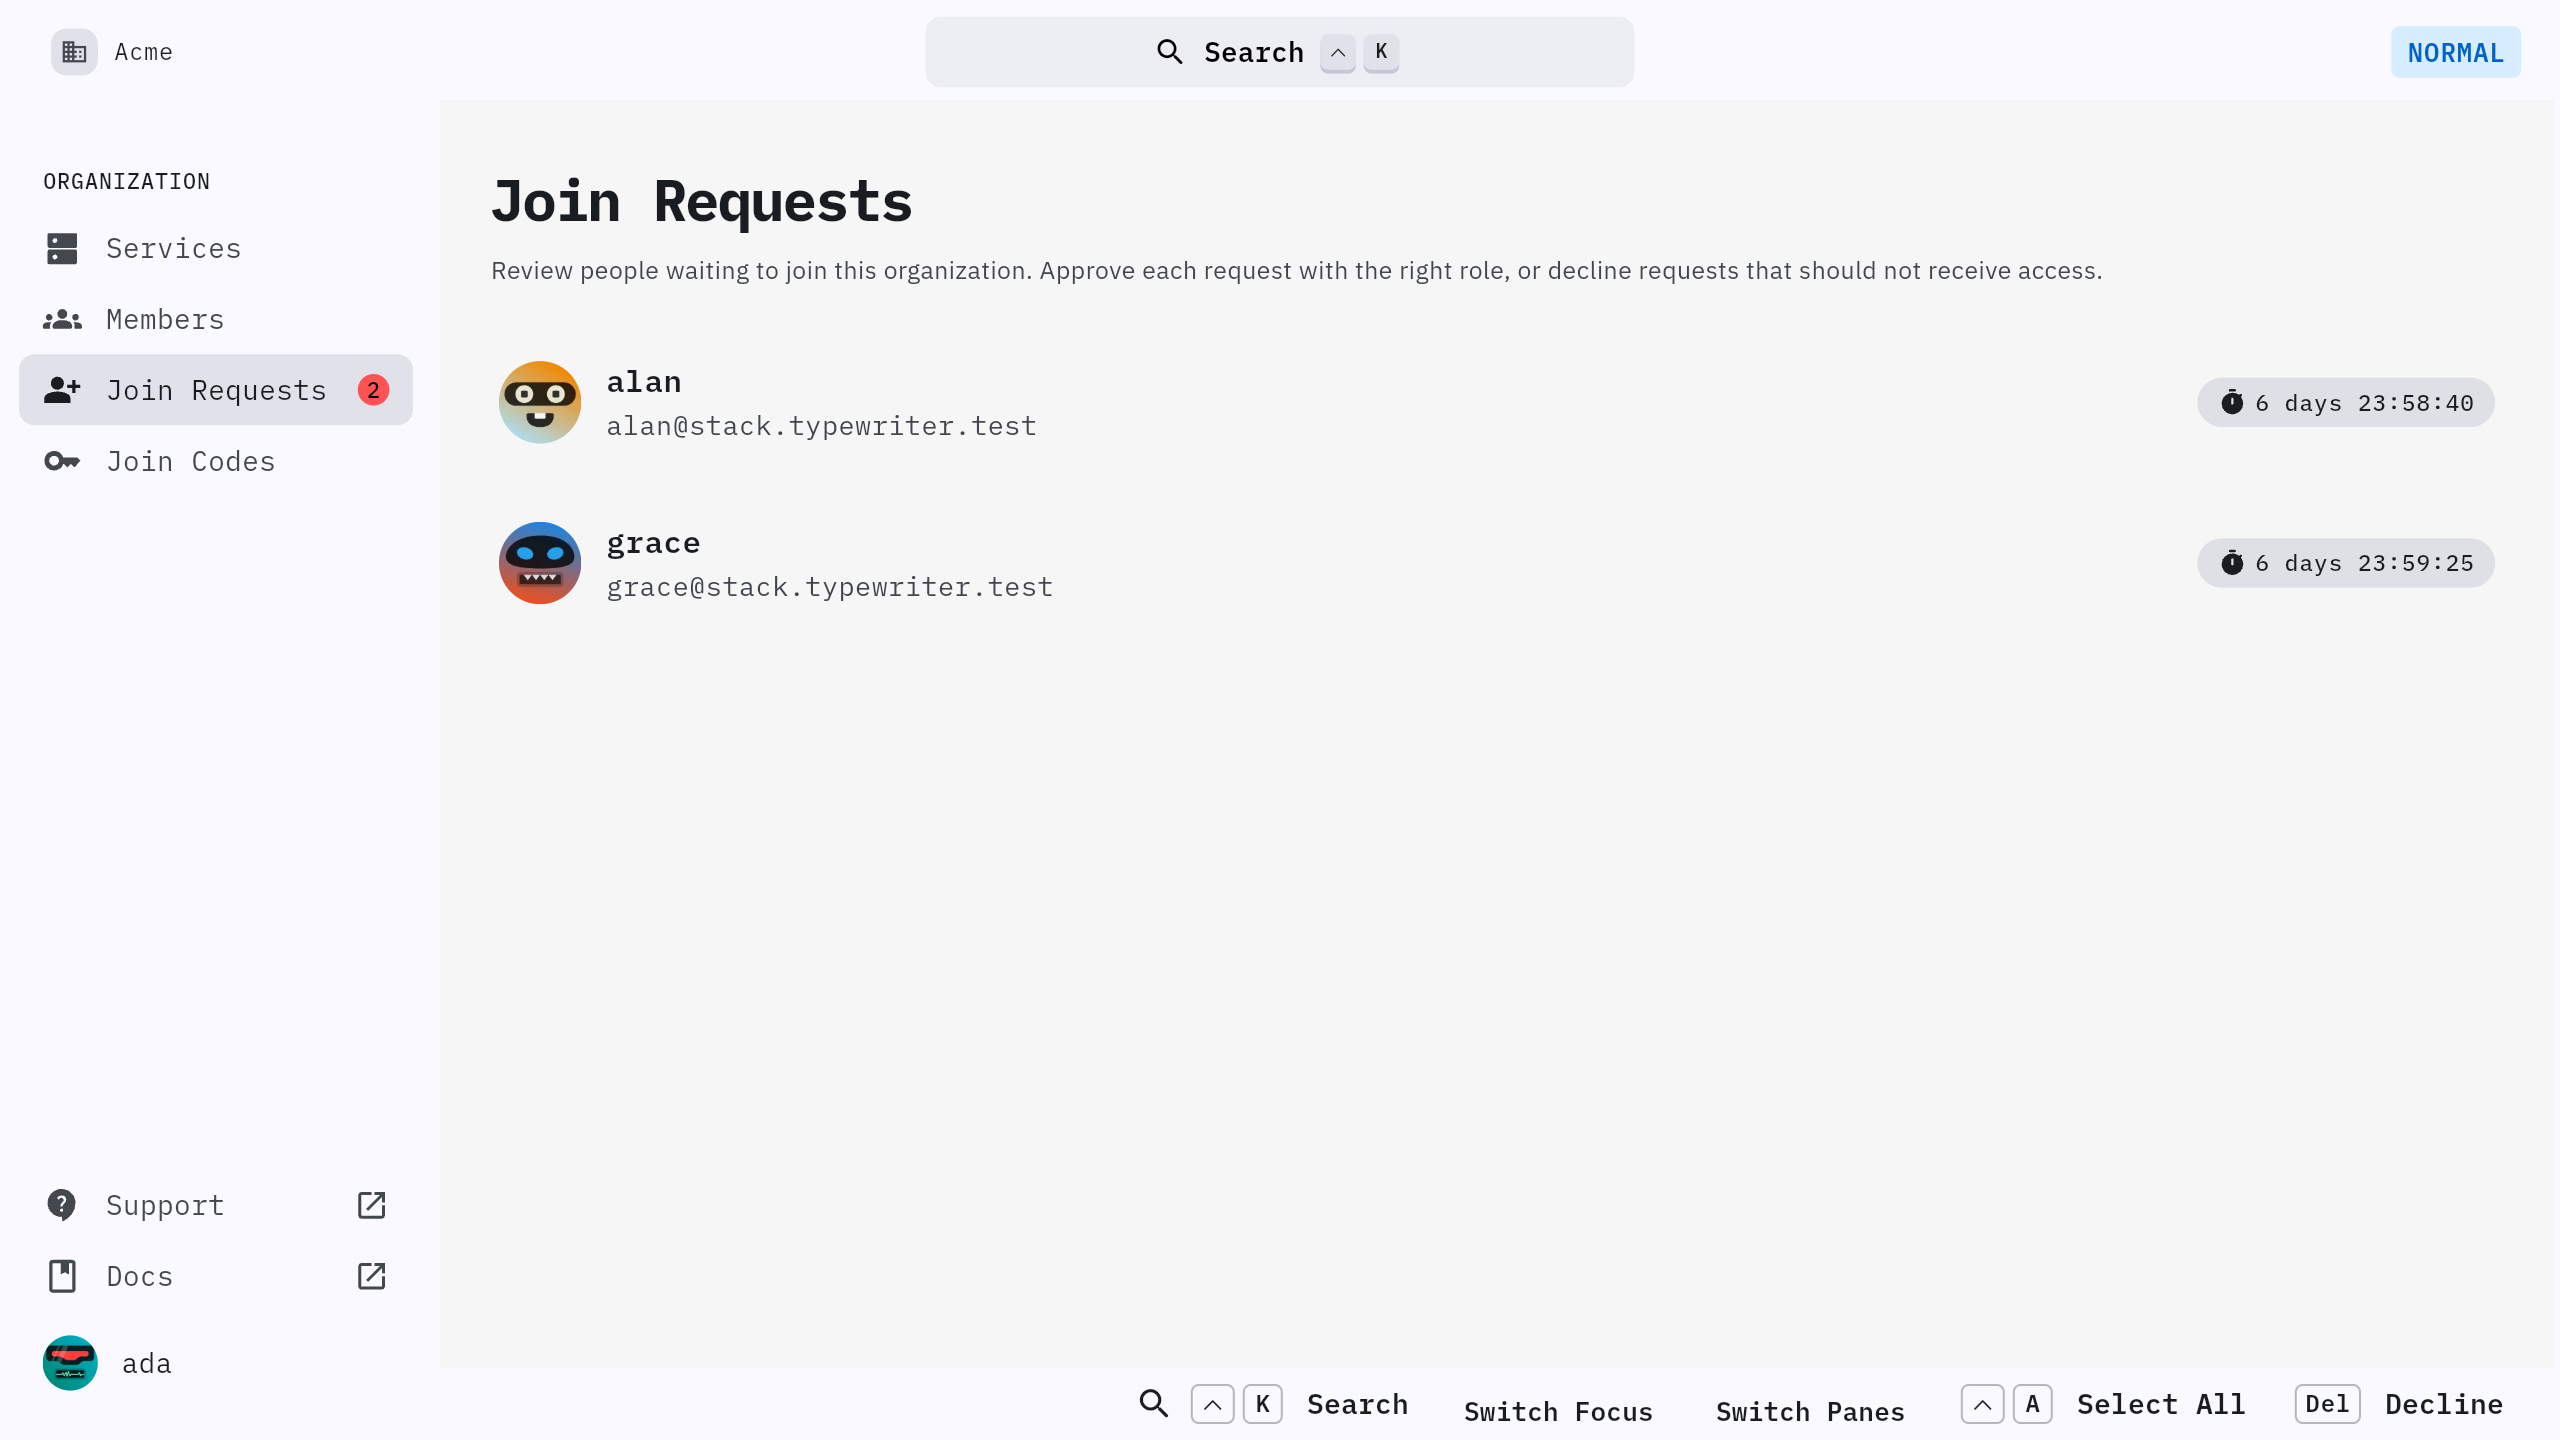 Acme
Search ^ K
NORMAL
ORGANIZATION
Services
Members
Join Requests 2
Join Codes
Join Requests
Review people waiting to join this organization. Approve each request with the right role, or decline requests that should not receive access.
alan
alan@stack.typewriter.test
6 days 23:58:40
grace
grace@stack.typewriter.test
6 days 23:59:25
Support
Docs
ada
^ K Search Switch Focus Switch Panes ^ A Select All Del Decline